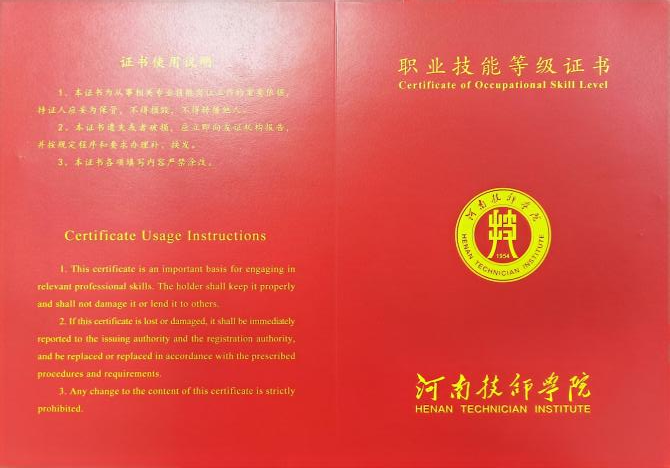 证书使用说明
1、本证书为从事相关专业技能岗位工作的重要依据，
持证人应妥为保管，不得损毁，不得转借他人。
2、本证书遗失或者破损，应立即向发证机构报告，
并按规定程序和要求办理补、换发。
3、本证书各项填写内容严禁涂改。
Certificate Usage Instructions
1. This certificate is an important basis for engaging in
relevant professional skills. The holder shall keep it properly
and shall not damage it or lend it to others.
2. If this certificate is lost or damaged, it shall be immediately
reported to the issuing authority and the registration authority,
and be replaced or replaced in accordance with the prescribed
procedures and requirements.
3. Any change to the content of this certificate is strictly
prohibited.
职业技能等级证书
Certificate of Occupational Skill Level
河南技师学院
技
1954
HENAN TECHNICIAN INSTITUTE
河南技师学院
HENAN TECHNICIAN INSTITUTE